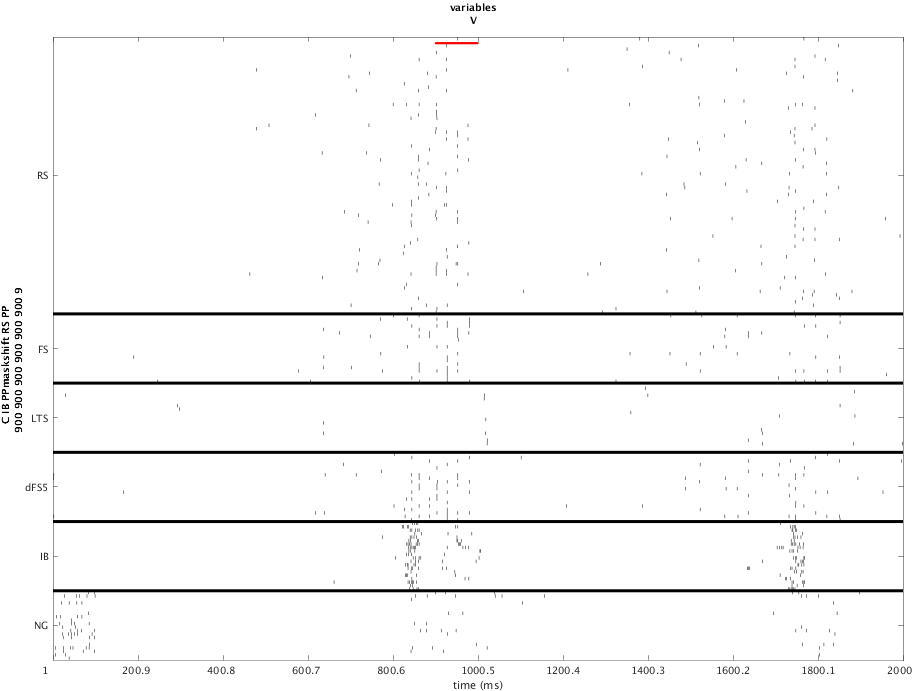 variables
V
RS
FS
LTS
dFS5
IB
NG
C IB PPmaskshift RS PP
900 900 900 900 900 900 9
1 200.9 400.8 600.7 800.6 1000.5 1200.4 1400.3 1600.2 1800.1 2000
time (ms)